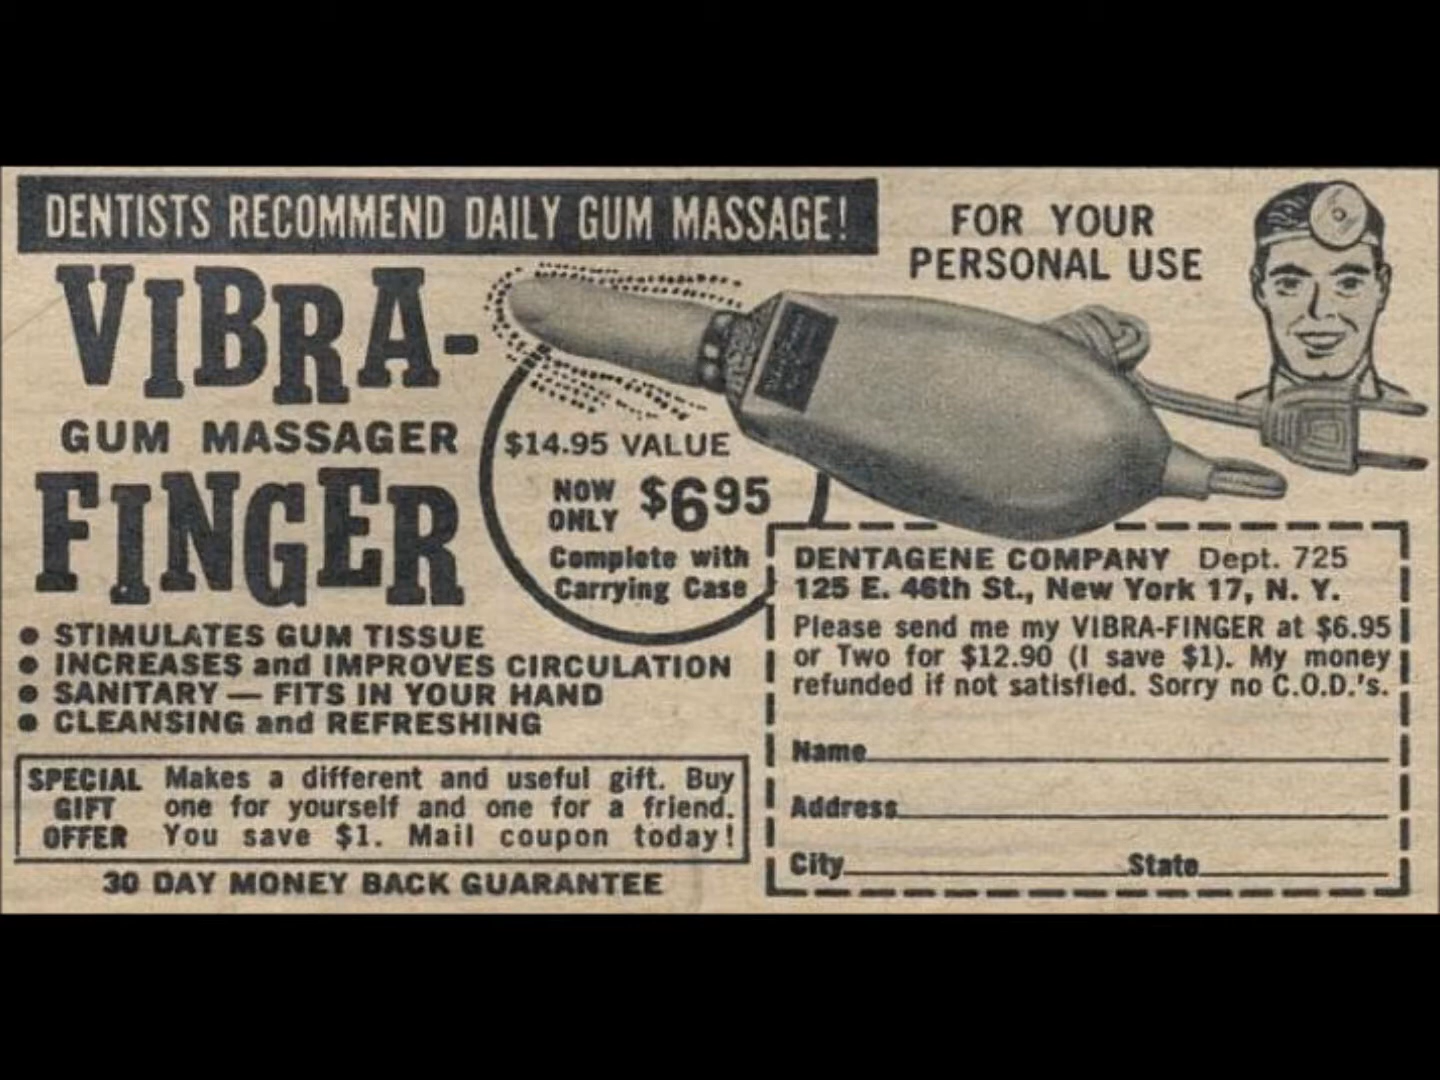 DENTISTS RECOMMEND DAILY GUM MASSAGE!
FOR YOUR
PERSONAL USE
VIBRA-
GUM MASSAGER
FINGER
$14.95 VALUE
NOW
ONLY
$6.95
Complete with
Carrying Case
• STIMULATES GUM TISSUE
• INCREASES and IMPROVES CIRCULATION
• SANITARY — FITS IN YOUR HAND
• CLEANSING and REFRESHING
SPECIAL
GIFT
OFFER
Makes a different and useful gift. Buy
one for yourself and one for a friend.
You save $1. Mail coupon today!
30 DAY MONEY BACK GUARANTEE
DENTAGENE COMPANY Dept. 725
125 E. 46th St., New York 17, N. Y.
Please send me my VIBRA-FINGER at $6.95
or Two for $12.90 (I save $1). My money
refunded if not satisfied. Sorry no C.O.D.'s.
Name
Address
City State